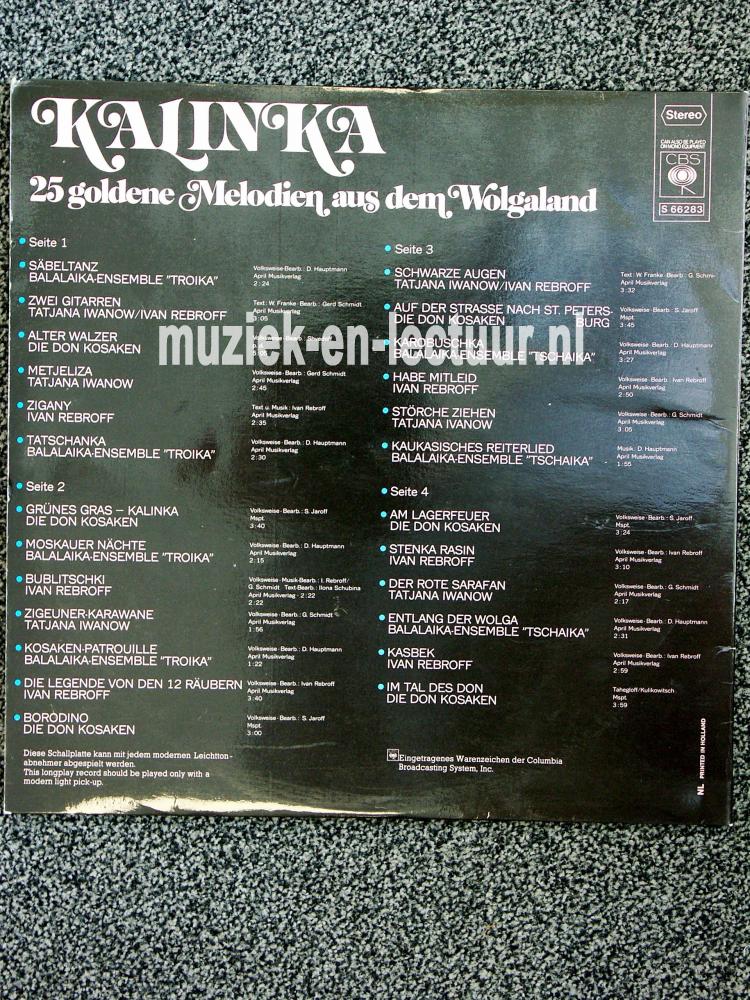 KALINKA
25 goldene Melodien aus dem Wolgaland
Stereo
CAN ALSO BE PLAYED
ON MONO EQUIPMENT
CBS
S 66283
Seite 1
SÄBELTANZ
BALALAIKA-ENSEMBLE "TROIKA"
Volksweise-Bearb.: D. Hauptmann
April Musikverlag
2:24
ZWEI GITARREN
TATJANA IWANOW/IVAN REBROFF
Text: W. Franke-Bearb.: Gerd Schmidt
April Musikverlag
3:05
ALTER WALZER
DIE DON KOSAKEN
5:05
METJELIZA
TATJANA IWANOW
Volksweise-Bearb.: Gerd Schmidt
April Musikverlag
2:45
ZIGANY
IVAN REBROFF
Text u. Musik: Ivan Rebroff
April Musikverlag
2:35
TATSCHANKA
BALALAIKA-ENSEMBLE "TROIKA"
Volksweise-Bearb.: D. Hauptmann
April Musikverlag
2:30
Seite 2
GRÜNES GRAS – KALINKA
DIE DON KOSAKEN
Volksweise-Bearb.: S. Jaroff
Mspt.
3:40
MOSKAUER NÄCHTE
BALALAIKA-ENSEMBLE "TROIKA"
Volksweise-Bearb.: D. Hauptmann
April Musikverlag
2:15
BUBLITSCHKI
IVAN REBROFF
Volksweise-Musik-Bearb.: I. Rebroff/
G. Schmidt Text-Bearb.: Ilona Schubina
April Musikverlag · 2:22
2:22
ZIGEUNER-KARAWANE
TATJANA IWANOW
Volksweise-Bearb.: G. Schmidt
April Musikverlag
1:56
KOSAKEN-PATROUILLE
BALALAIKA-ENSEMBLE "TROIKA"
Volksweise-Bearb.: D. Hauptmann
April Musikverlag
1:22
DIE LEGENDE VON DEN 12 RÄUBERN
IVAN REBROFF
Volksweise-Bearb.: Ivan Rebroff
April Musikverlag
3:40
BORODINO
DIE DON KOSAKEN
Volksweise-Bearb.: S. Jaroff
Mspt.
3:00
Diese Schallplatte kann mit jedem modernen Leichtton-
abnehmer abgespielt werden.
This longplay record should be played only with a
modern light pick-up.
Seite 3
SCHWARZE AUGEN
TATJANA IWANOW/IVAN REBROFF
Text: W. Franke-Bearb.: G. Schmi-
April Musikverlag
3:32
AUF DER STRASSE NACH ST. PETERS-
DIE DON KOSAKEN BURG
Volksweise-Bearb.: S. Jaroff
Mspt.
3:45
KAROBUSCHKA
BALALAIKA-ENSEMBLE "TSCHAIKA"
Volksweise-Bearb.: D. Hauptmann
April Musikverlag
3:27
HABE MITLEID
IVAN REBROFF
Volksweise-Bearb.: Ivan Rebroff
April Musikverlag
2:50
STÖRCHE ZIEHEN
TATJANA IVANOW
Volksweise-Bearb.: G. Schmidt
April Musikverlag
3:05
KAUKASISCHES REITERLIED
BALALAIKA-ENSEMBLE "TSCHAIKA"
Musik: D. Hauptmann
April Musikverlag
1:55
Seite 4
AM LAGERFEUER
DIE DON KOSAKEN
Volksweise-Bearb.: S. Jaroff
Mspt.
3:24
STENKA RASIN
IVAN REBROFF
Volksweise-Bearb.: Ivan Rebroff
April Musikverlag
3:10
DER ROTE SARAFAN
TATJANA IWANOW
Volksweise-Bearb.: G. Schmidt
April Musikverlag
2:17
ENTLANG DER WOLGA
BALALAIKA-ENSEMBLE "TSCHAIKA"
Volksweise-Bearb.: D. Hauptmann
April Musikverlag
2:31
KASBEK
IVAN REBROFF
Volksweise-Bearb.: Ivan Rebroff
April Musikverlag
2:59
IM TAL DES DON
DIE DON KOSAKEN
Tahegloff/Kulikowitsch
Mspt.
3:59
Eingetragenes Warenzeichen der Columbia
Broadcasting System, Inc.
NL PRINTED IN HOLLAND
muziek-en-lectuur.nl